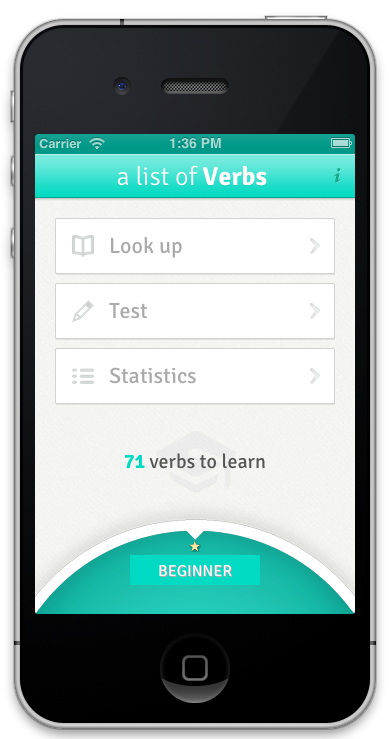 Carrier 1:36 PM
a list of Verbs
i
Look up
Test
Statistics
71 verbs to learn
BEGINNER